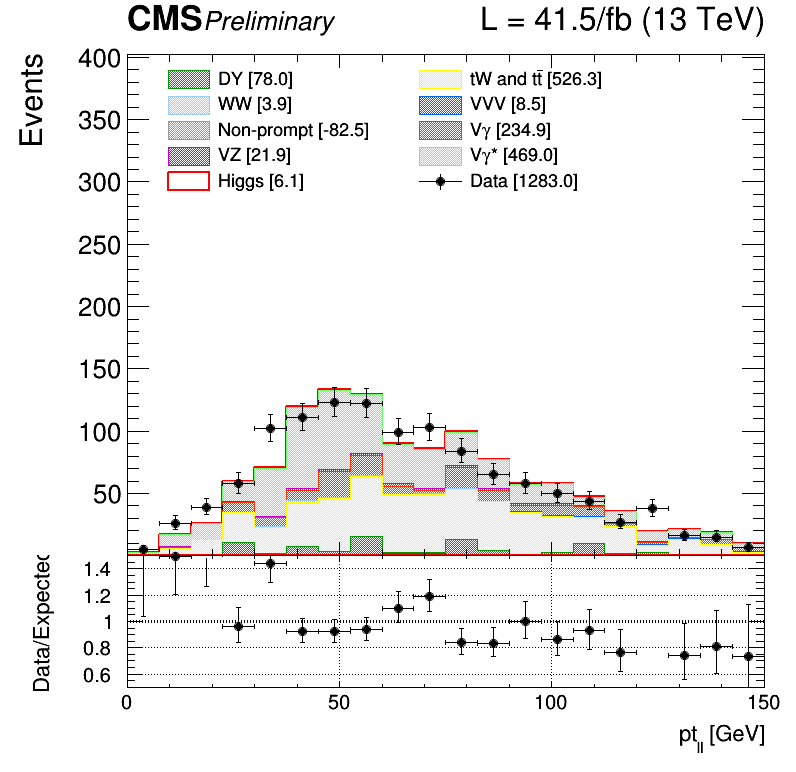 CMS Preliminary L = 41.5/fb (13 TeV)
Events
400
350
300
250
200
150
100
50
DY [78.0]
WW [3.9]
Non-prompt [-82.5]
VZ [21.9]
Higgs [6.1]
tW and tt̄ [526.3]
VVV [8.5]
Vγ [234.9]
Vγ* [469.0]
Data [1283.0]
Data/Expected
1.4
1.2
1
0.8
0.6
0 50 100 150
pt_ll [GeV]